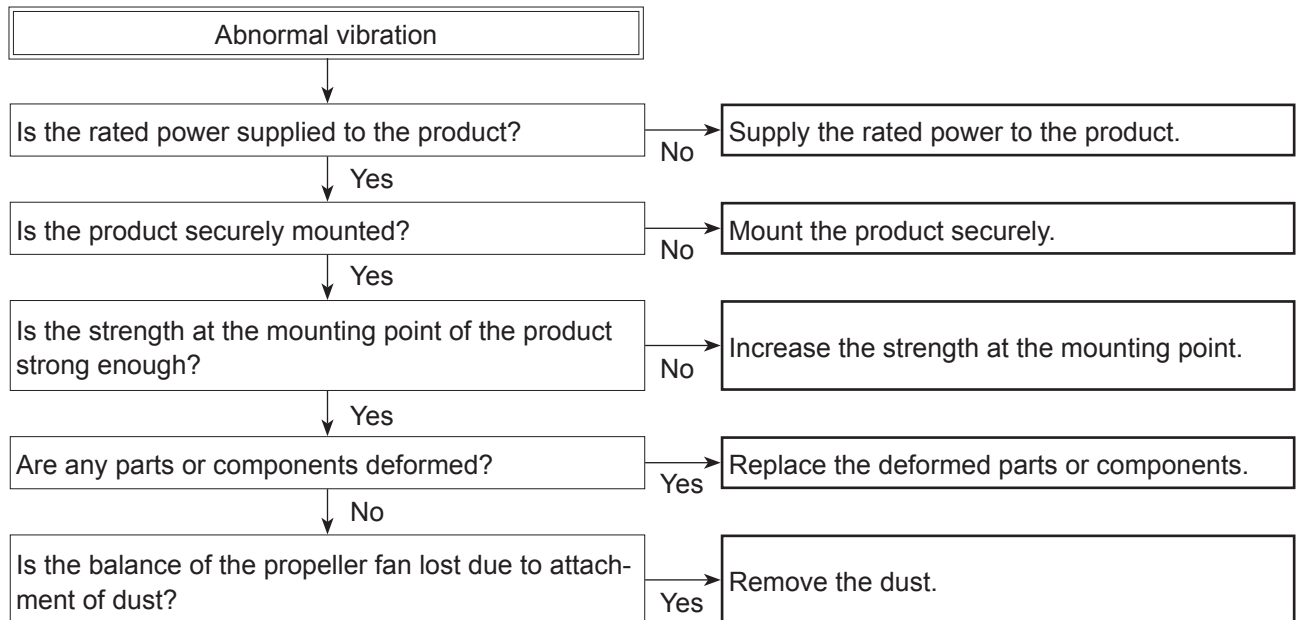 Abnormal vibration
Is the rated power supplied to the product?
No
Supply the rated power to the product.
Yes
Is the product securely mounted?
No
Mount the product securely.
Yes
Is the strength at the mounting point of the product
strong enough?
No
Increase the strength at the mounting point.
Yes
Are any parts or components deformed?
Yes
Replace the deformed parts or components.
No
Is the balance of the propeller fan lost due to attach-
ment of dust?
Yes
Remove the dust.